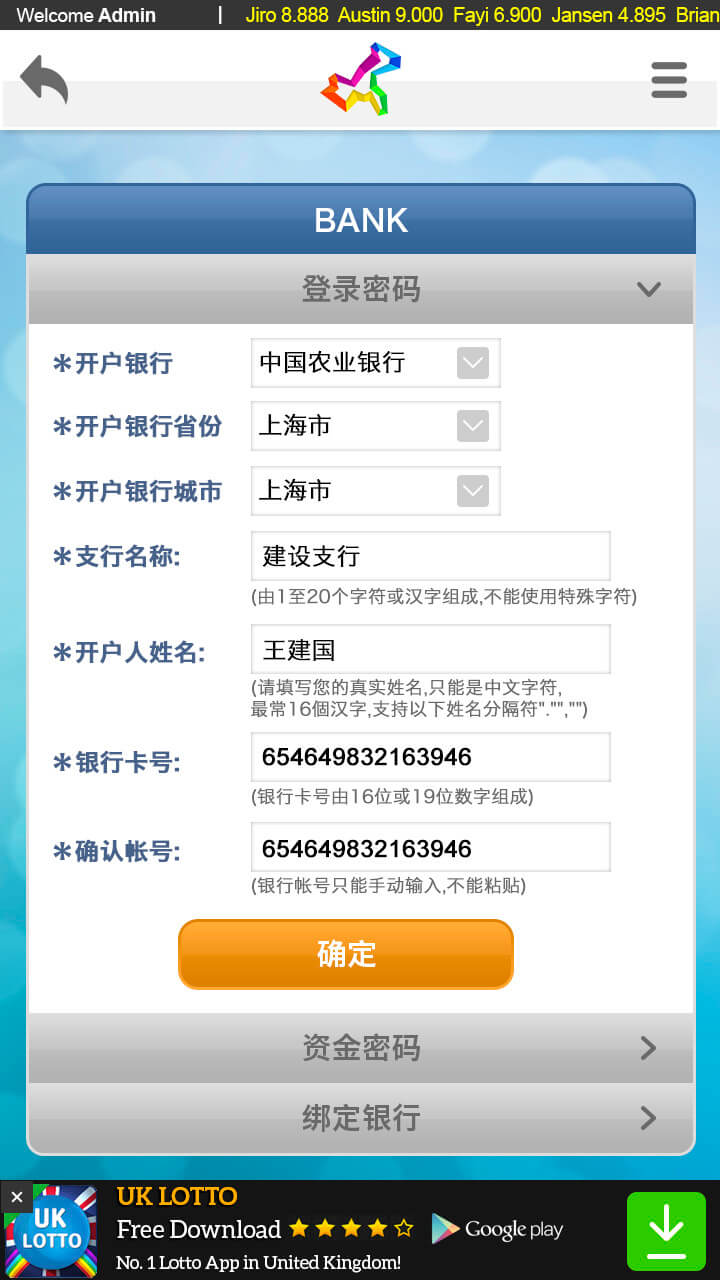 Welcome Admin | Jiro 8.888 Austin 9.000 Fayi 6.900 Jansen 4.895 Brian
BANK
登录密码
*开户银行 中国农业银行
*开户银行省份 上海市
*开户银行城市 上海市
*支行名称: 建设支行
(由1至20个字符或汉字组成,不能使用特殊字符)
*开户人姓名: 王建国
(请填写您的真实姓名,只能是中文字符,
最常16個汉字,支持以下姓名分隔符".","")
*银行卡号: 654649832163946
(银行卡号由16位或19位数字组成)
*确认帐号: 654649832163946
(银行帐号只能手动输入,不能粘贴)
确定
资金密码
绑定银行
UK LOTTO
UK LOTTO
Free Download Google play
No. 1 Lotto App in United Kingdom!